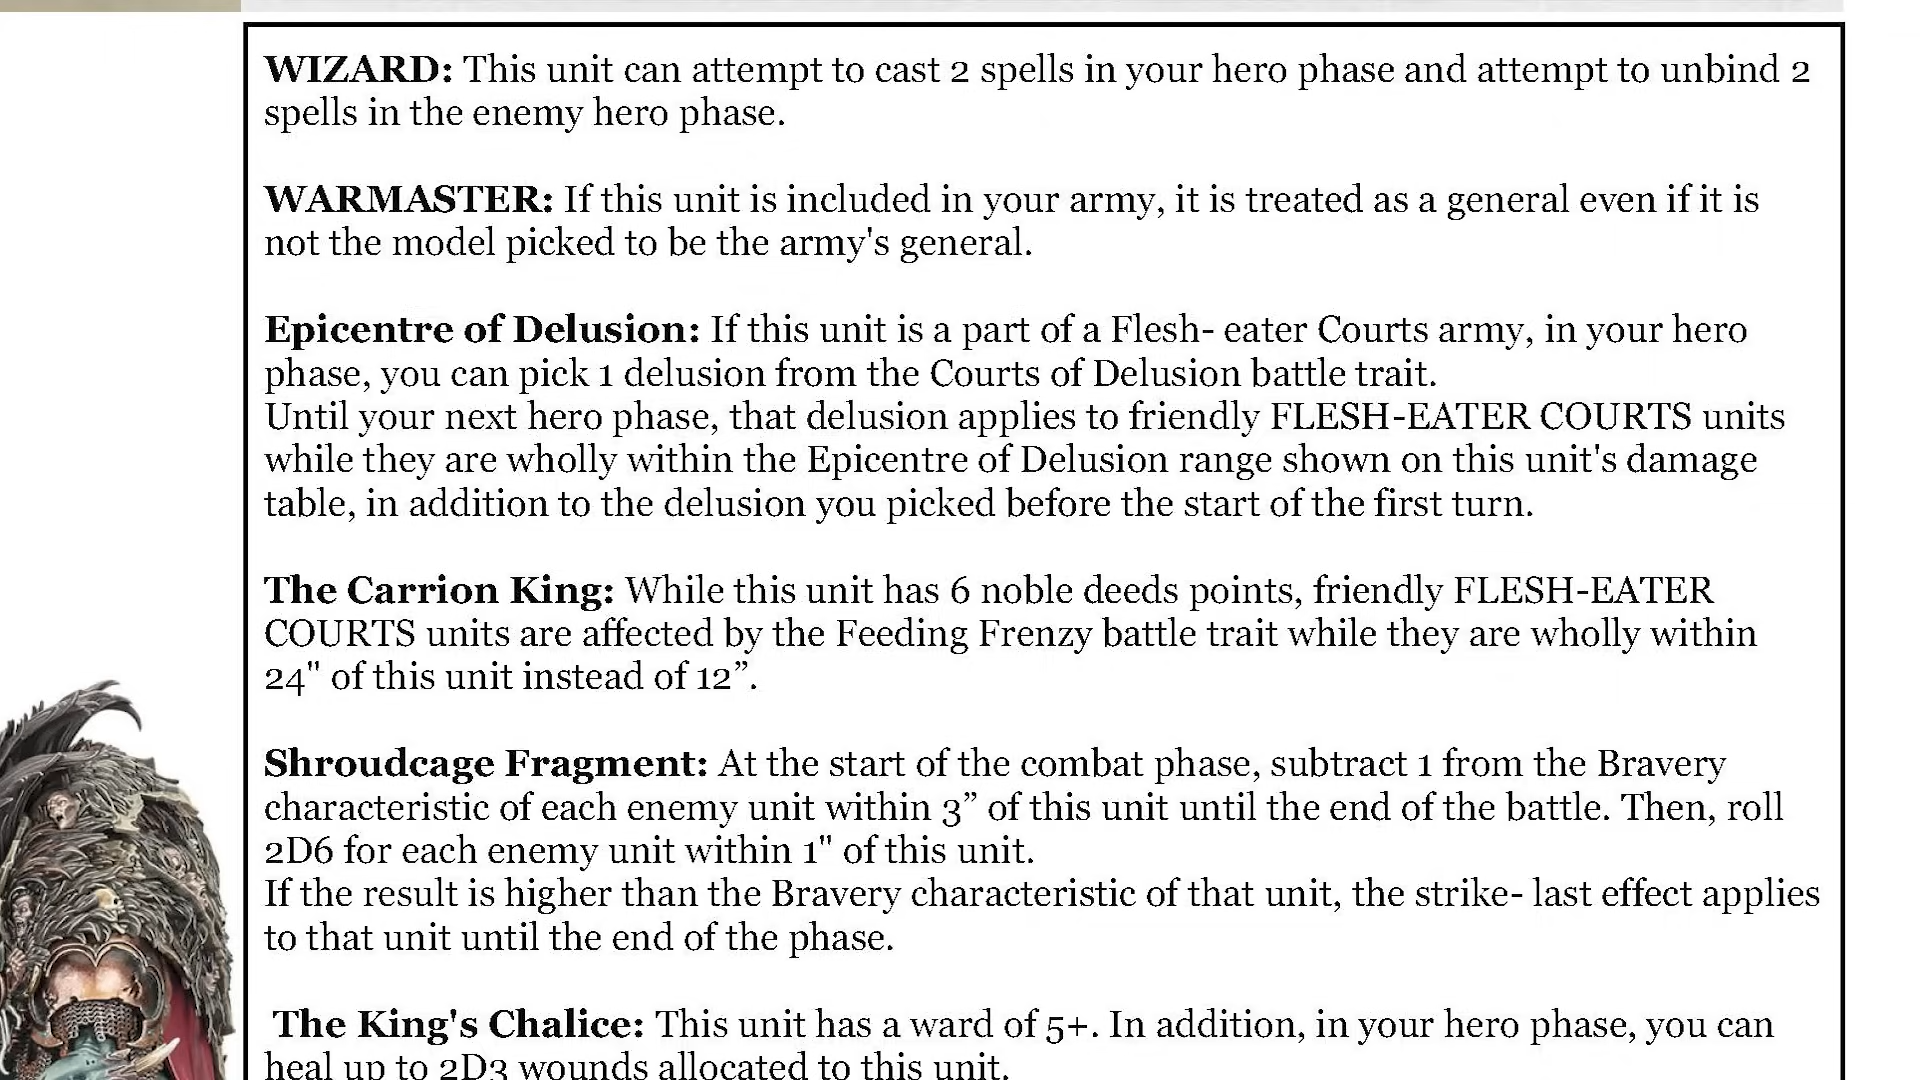 WIZARD: This unit can attempt to cast 2 spells in your hero phase and attempt to unbind 2
spells in the enemy hero phase.
WARMASTER: If this unit is included in your army, it is treated as a general even if it is
not the model picked to be the army's general.
Epicentre of Delusion: If this unit is a part of a Flesh- eater Courts army, in your hero
phase, you can pick 1 delusion from the Courts of Delusion battle trait.
Until your next hero phase, that delusion applies to friendly FLESH-EATER COURTS units
while they are wholly within the Epicentre of Delusion range shown on this unit's damage
table, in addition to the delusion you picked before the start of the first turn.
The Carrion King: While this unit has 6 noble deeds points, friendly FLESH-EATER
COURTS units are affected by the Feeding Frenzy battle trait while they are wholly within
24" of this unit instead of 12”.
Shroudcage Fragment: At the start of the combat phase, subtract 1 from the Bravery
characteristic of each enemy unit within 3” of this unit until the end of the battle. Then, roll
2D6 for each enemy unit within 1" of this unit.
If the result is higher than the Bravery characteristic of that unit, the strike- last effect applies
to that unit until the end of the phase.
The King's Chalice: This unit has a ward of 5+. In addition, in your hero phase, you can
heal up to 2D3 wounds allocated to this unit.